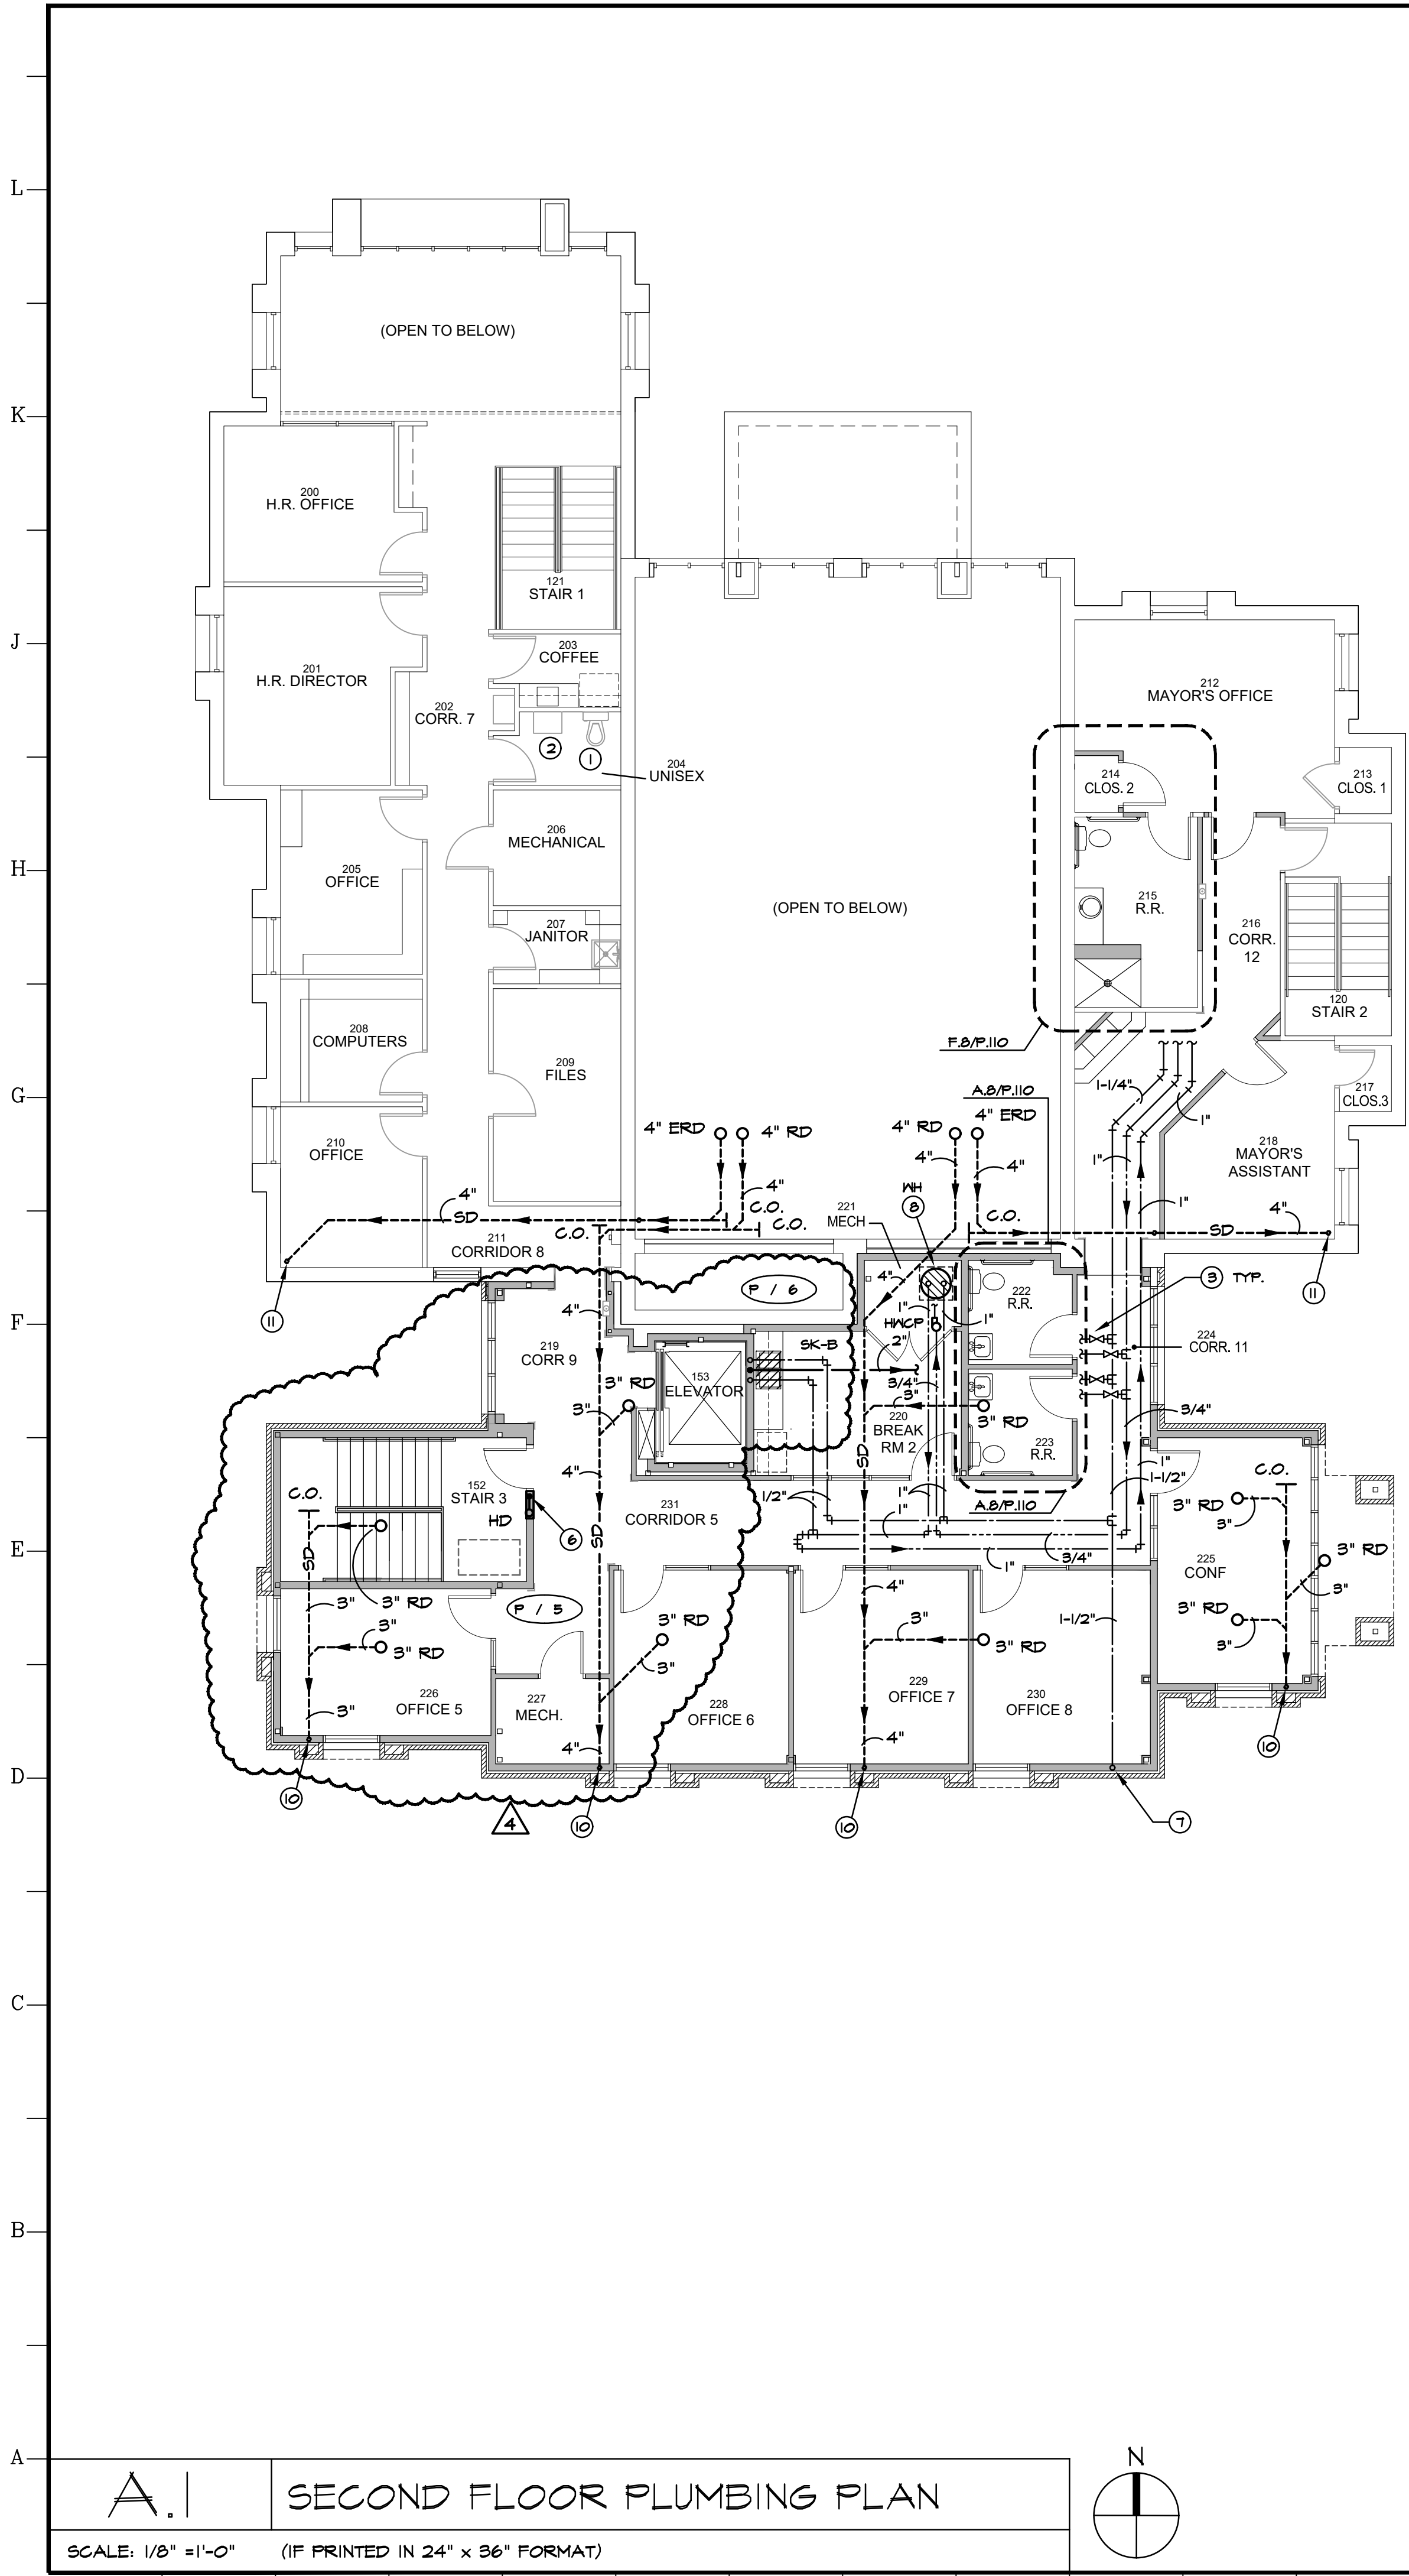 L
(OPEN TO BELOW)
K
200
H.R. OFFICE
121
STAIR 1
J
203
COFFEE
201
H.R. DIRECTOR
202
CORR. 7
212
MAYOR'S OFFICE
2
1
204
UNISEX
214
CLOS. 2
213
CLOS. 1
206
MECHANICAL
H
205
OFFICE
(OPEN TO BELOW)
215
R.R.
207
JANITOR
216
CORR.
12
208
COMPUTERS
120
STAIR 2
F.8/P.110
209
FILES
G
1-1/4"
A.8/P.110
217
CLOS.3
1"
4" ERD
4" RD
4" RD
4" ERD
210
OFFICE
218
MAYOR'S
ASSISTANT
4"
4"
1"
WH
8
4"
4"
1"
C.O.
C.O.
221
MECH
C.O.
SD
C.O.
SD
4"
211
CORRIDOR 8
3 TYP.
P / 6
4"
222
R.R.
11
11
F
4"
1"
1"
HWCP
219
CORR 9
SK-B
2"
224
CORR. 11
3" RD
153
ELEVATOR
3/4"
3"
3"
220
BREAK
RM 2
3" RD
3/4"
223
R.R.
SD
4"
152
STAIR 3
C.O.
HD
1/2"
1"
1"
1-1/2"
C.O.
A.8/P.110
3" RD
3"
231
CORRIDOR 5
1"
6
SD
SD
E
3/4"
1"
225
CONF
3" RD
3"
3"
3" RD
P / 5
4"
3" RD
3"
1-1/2"
3" RD
3"
3" RD
3"
3" RD
3"
3"
226
OFFICE 5
227
MECH.
228
OFFICE 6
229
OFFICE 7
230
OFFICE 8
4"
4"
10
D
10
4
10
10
7
C
B
A
N
A.1
SECOND FLOOR PLUMBING PLAN
SCALE: 1/8" =1'-0"
(IF PRINTED IN 24" x 36" FORMAT)